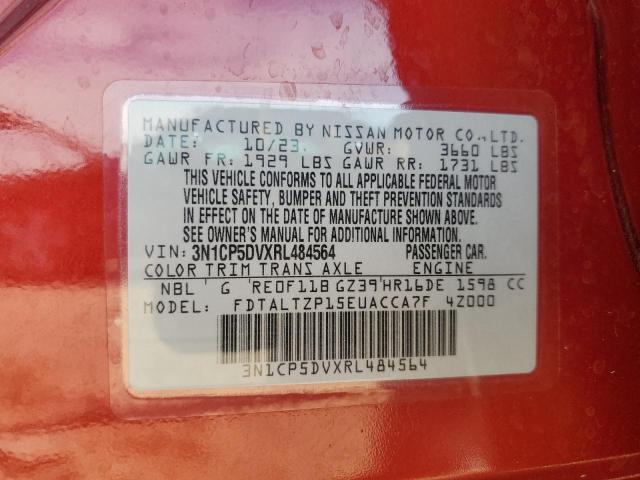 MANUFACTURED BY NISSAN MOTOR CO.,LTD.
DATE: 10/23. GVWR: 3660 LBS
GAWR FR: 1929 LBS GAWR RR: 1731 LBS
THIS VEHICLE CONFORMS TO ALL APPLICABLE FEDERAL MOTOR
VEHICLE SAFETY, BUMPER AND THEFT PREVENTION STANDARDS
IN EFFECT ON THE DATE OF MANUFACTURE SHOWN ABOVE.
SEE OWNER'S MANUAL FOR ADDITIONAL INFORMATION.
VIN: 3N1CP5DVXRL484564 PASSENGER CAR.
COLOR TRIM TRANS AXLE ENGINE
NBL G RE0F11B GZ39 HR16DE 1598 CC
MODEL: FDTALTZP15EUACCA7F 4Z000
3N1CP5DVXRL484564